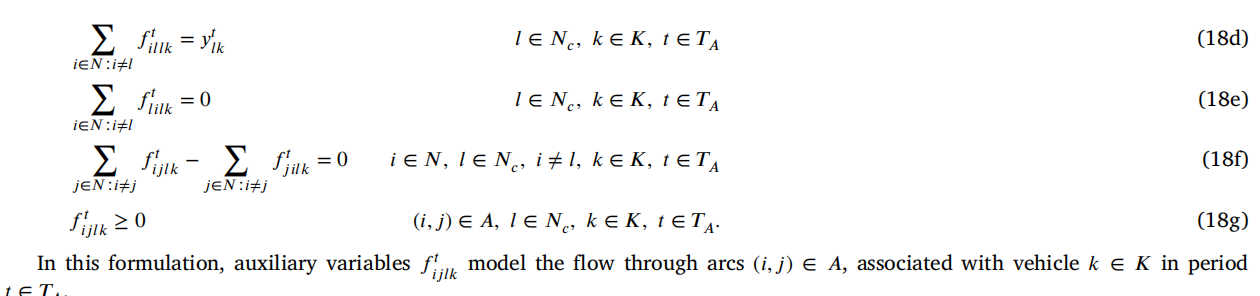 ∑_{i∈N:i≠l} f^t_{illk} = y^t_{lk} l ∈ N_c, k ∈ K, t ∈ T_A (18d)
∑_{i∈N:i≠l} f^t_{lilk} = 0 l ∈ N_c, k ∈ K, t ∈ T_A (18e)
∑_{j∈N:i≠j} f^t_{ijlk} − ∑_{j∈N:i≠j} f^t_{jilk} = 0 i ∈ N, l ∈ N_c, i ≠ l, k ∈ K, t ∈ T_A (18f)
f^t_{ijlk} ≥ 0 (i, j) ∈ A, l ∈ N_c, k ∈ K, t ∈ T_A. (18g)
In this formulation, auxiliary variables f^t_{ijlk} model the flow through arcs (i, j) ∈ A, associated with vehicle k ∈ K in period
t ∈ T_A.